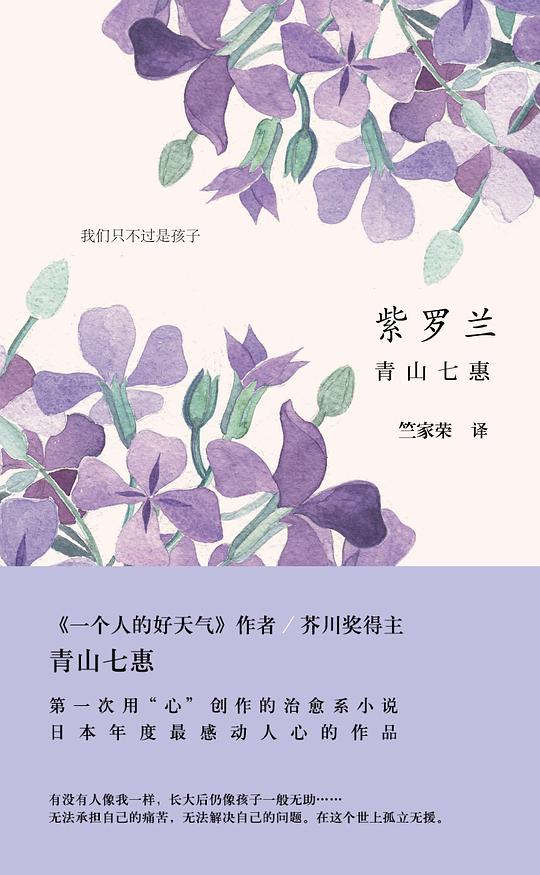 我们只不过是孩子
紫罗兰
青山七惠
竺家荣 译
《一个人的好天气》作者／芥川奖得主
青山七惠
第一次用“心”创作的治愈系小说
日本年度最感动人心的作品
有没有人像我一样，长大后仍像孩子一般无助……
无法承担自己的痛苦，无法解决自己的问题。在这个世上孤立无援。